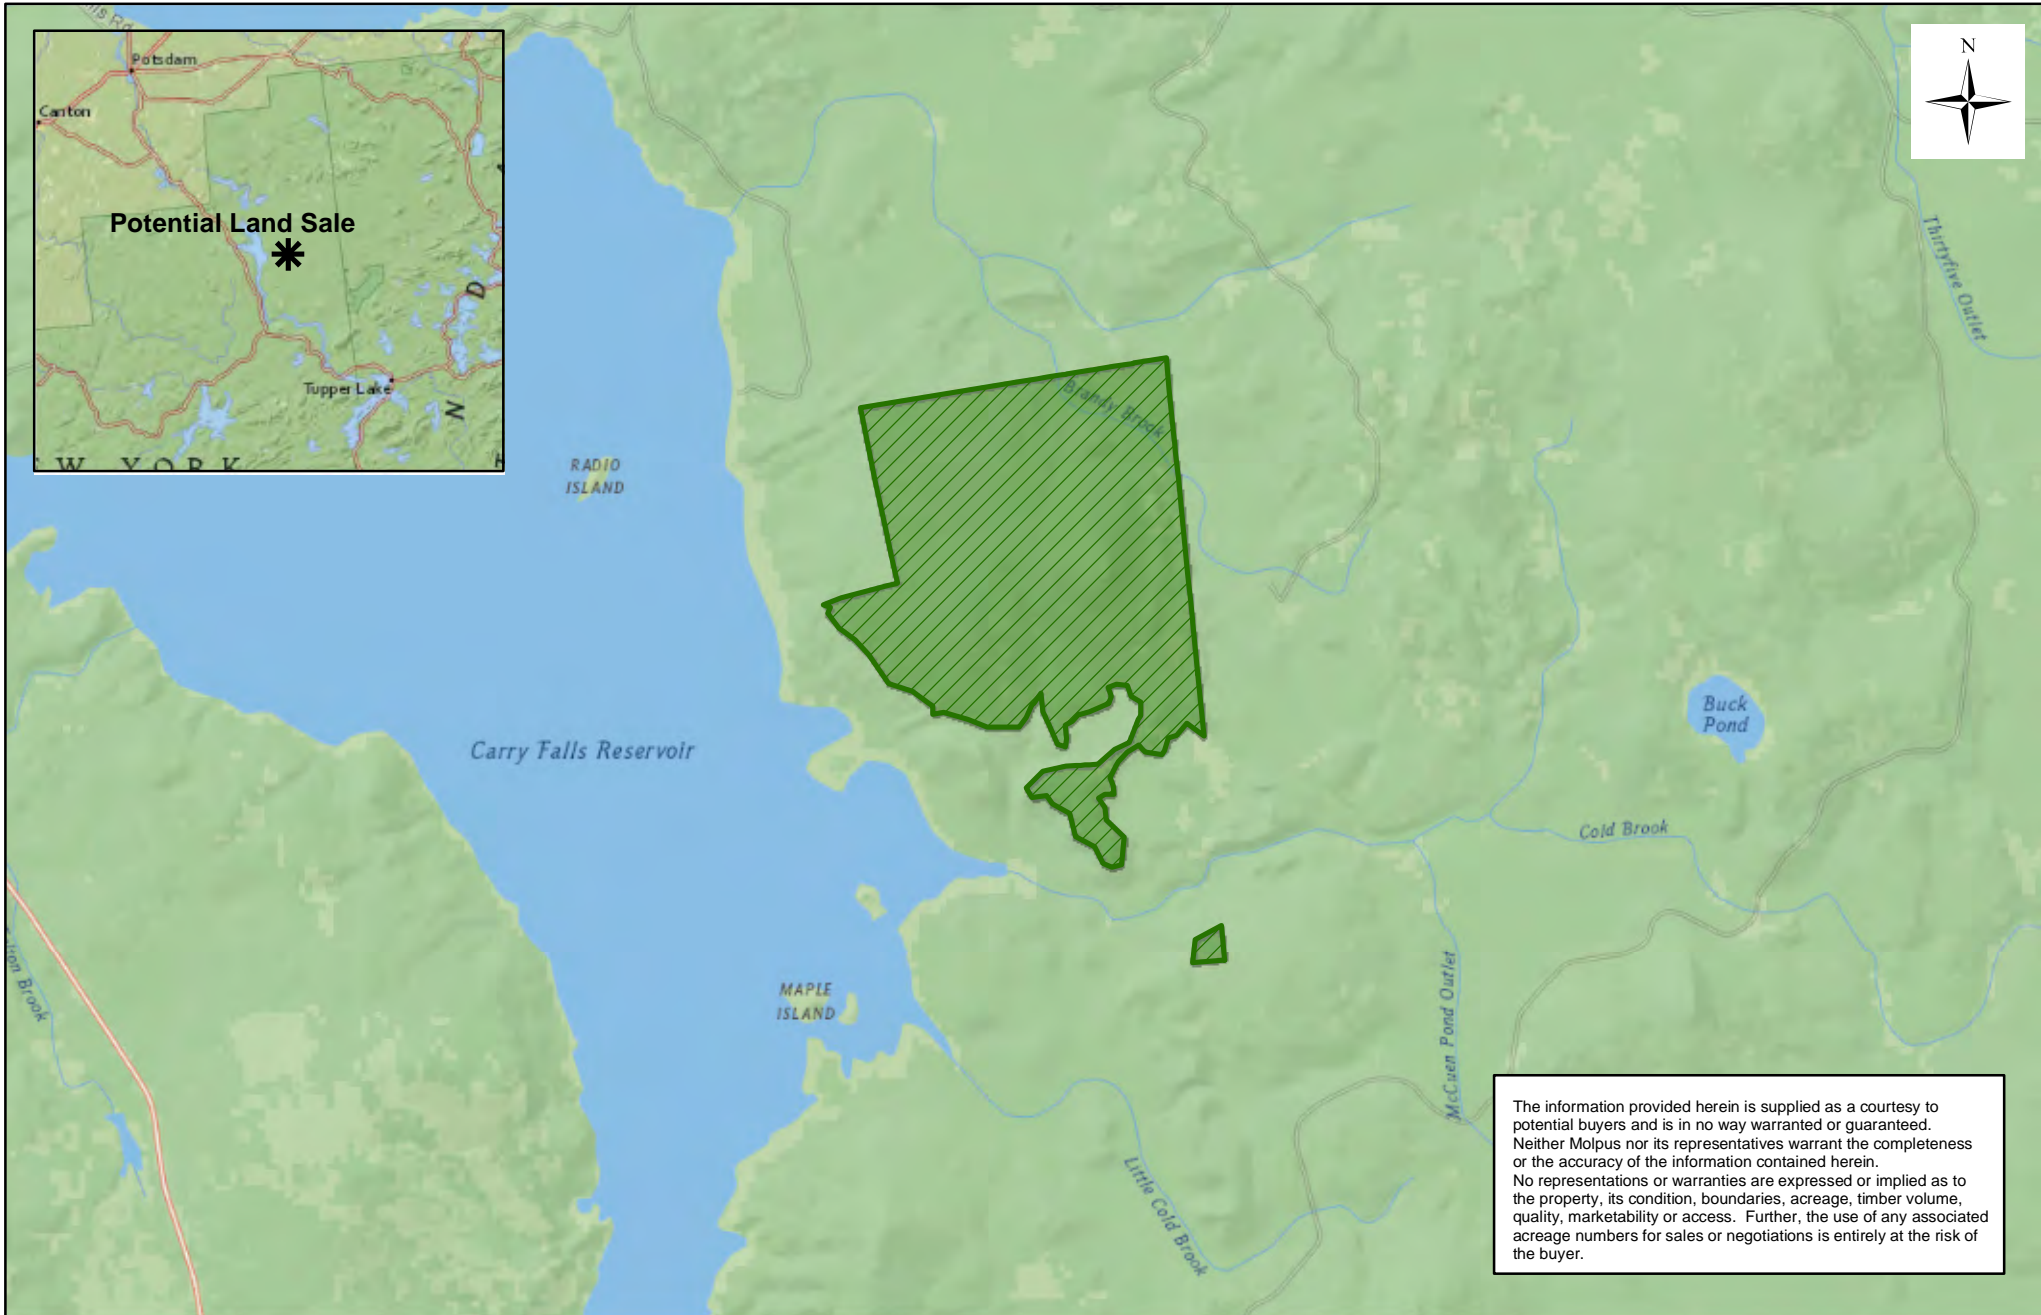 Potsdam
Canton
Potential Land Sale
D
Tupper Lake
N
W YORK
N
Thirtyfive Outlet
Brandy Brook
RADIO
ISLAND
Buck
Pond
Carry Falls Reservoir
Cold Brook
Brook
MAPLE
ISLAND
McCuen Pond Outlet
Little Cold Brook
The information provided herein is supplied as a courtesy to
potential buyers and is in no way warranted or guaranteed.
Neither Molpus nor its representatives warrant the completeness
or the accuracy of the information contained herein.
No representations or warranties are expressed or implied as to
the property, its condition, boundaries, acreage, timber volume,
quality, marketability or access. Further, the use of any associated
acreage numbers for sales or negotiations is entirely at the risk of
the buyer.